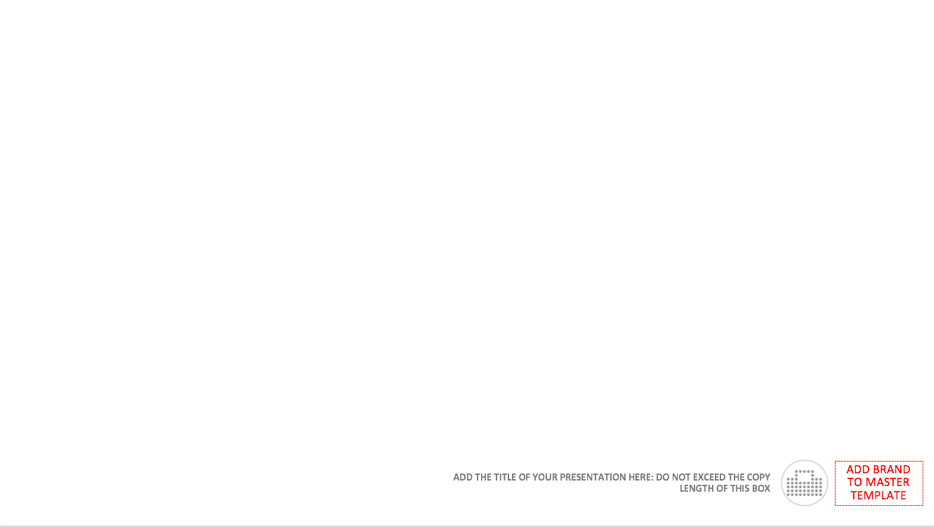 ADD THE TITLE OF YOUR PRESENTATION HERE: DO NOT EXCEED THE COPY
LENGTH OF THIS BOX
ADD BRAND
TO MASTER
TEMPLATE